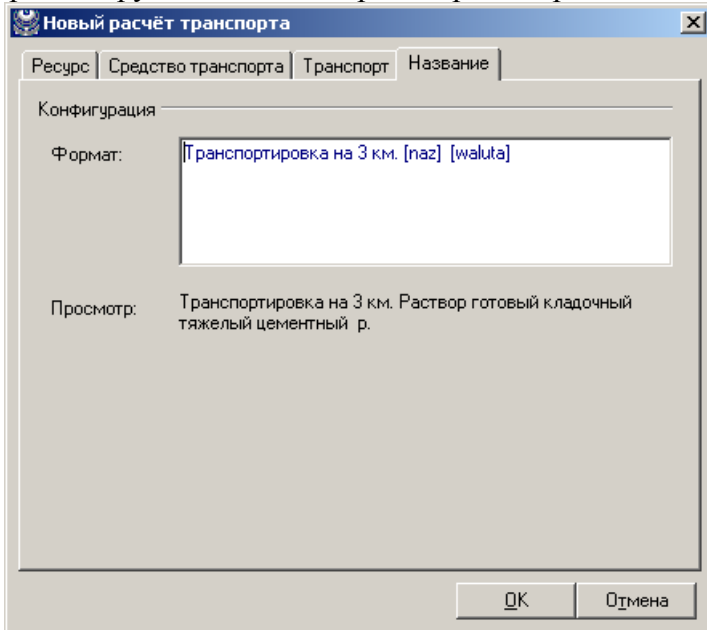 Новый расчёт транспорта
Ресурс Средство транспорта Транспорт Название
Конфигурация
Формат: Транспортировка на 3 км. [naz] [waluta]
Просмотр: Транспортировка на 3 км. Раствор готовый кладочный
тяжелый цементный р.
OK Отмена